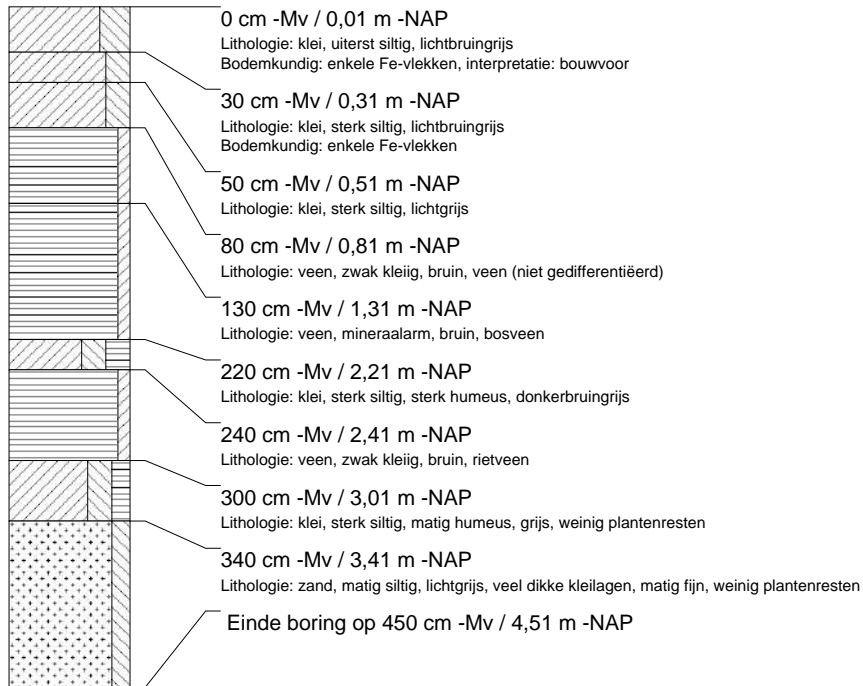 0 cm -Mv / 0,01 m -NAP
Lithologie: klei, uiterst siltig, lichtbruingrijs
Bodemkundig: enkele Fe-vlekken, interpretatie: bouwvoor
30 cm -Mv / 0,31 m -NAP
Lithologie: klei, sterk siltig, lichtbruingrijs
Bodemkundig: enkele Fe-vlekken
50 cm -Mv / 0,51 m -NAP
Lithologie: klei, sterk siltig, lichtgrijs
80 cm -Mv / 0,81 m -NAP
Lithologie: veen, zwak kleiig, bruin, veen (niet gedifferentiëerd)
130 cm -Mv / 1,31 m -NAP
Lithologie: veen, mineraalarm, bruin, bosveen
220 cm -Mv / 2,21 m -NAP
Lithologie: klei, sterk siltig, sterk humeus, donkerbruingrijs
240 cm -Mv / 2,41 m -NAP
Lithologie: veen, zwak kleiig, bruin, rietveen
300 cm -Mv / 3,01 m -NAP
Lithologie: klei, sterk siltig, matig humeus, grijs, weinig plantenresten
340 cm -Mv / 3,41 m -NAP
Lithologie: zand, matig siltig, lichtgrijs, veel dikke kleilagen, matig fijn, weinig plantenresten
Einde boring op 450 cm -Mv / 4,51 m -NAP